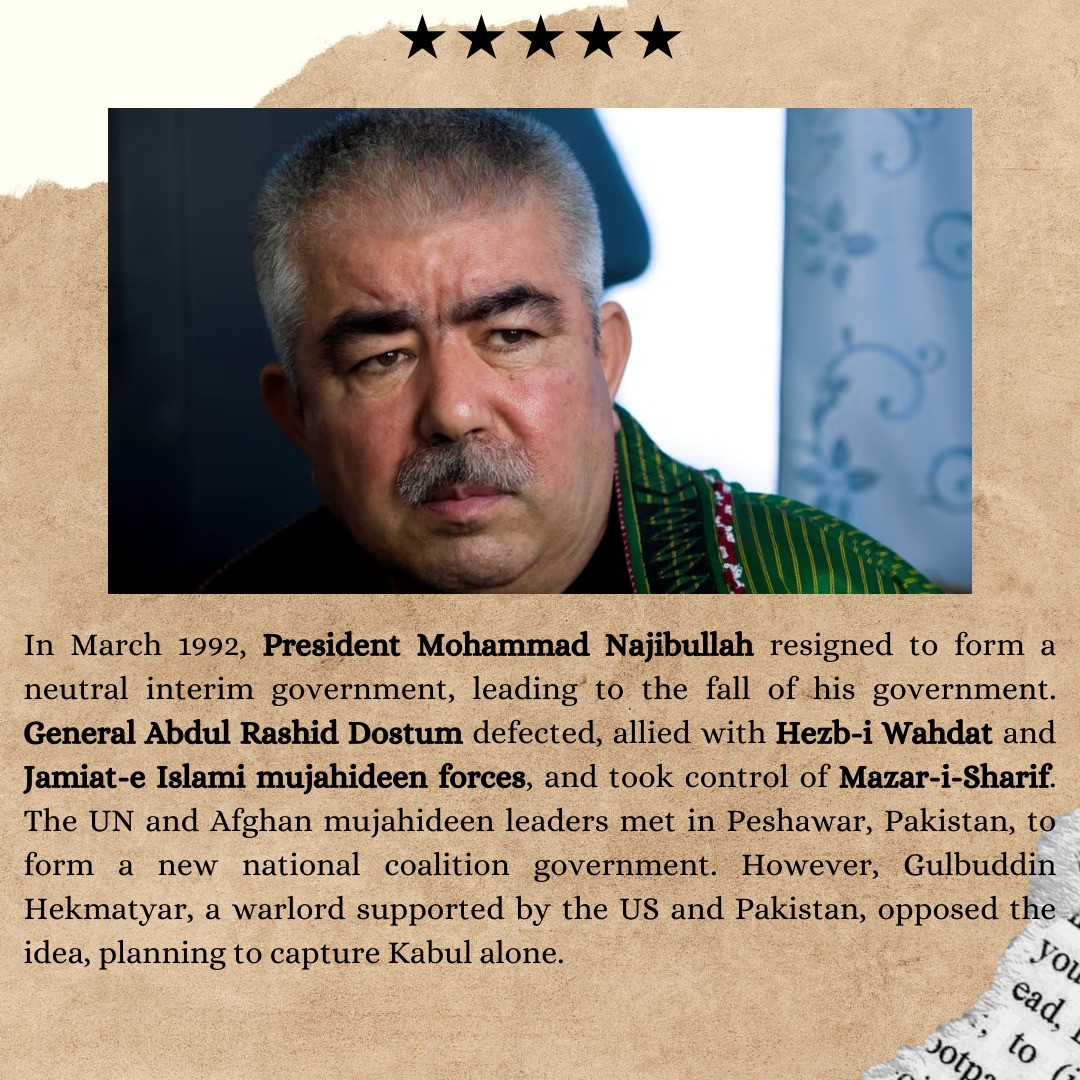 In March 1992, President Mohammad Najibullah resigned to form a
neutral interim government, leading to the fall of his government.
General Abdul Rashid Dostum defected, allied with Hezb-i Wahdat and
Jamiat-e Islami mujahideen forces, and took control of Mazar-i-Sharif.
The UN and Afghan mujahideen leaders met in Peshawar, Pakistan, to
form a new national coalition government. However, Gulbuddin
Hekmatyar, a warlord supported by the US and Pakistan, opposed the
idea, planning to capture Kabul alone.
you
ead,
; to